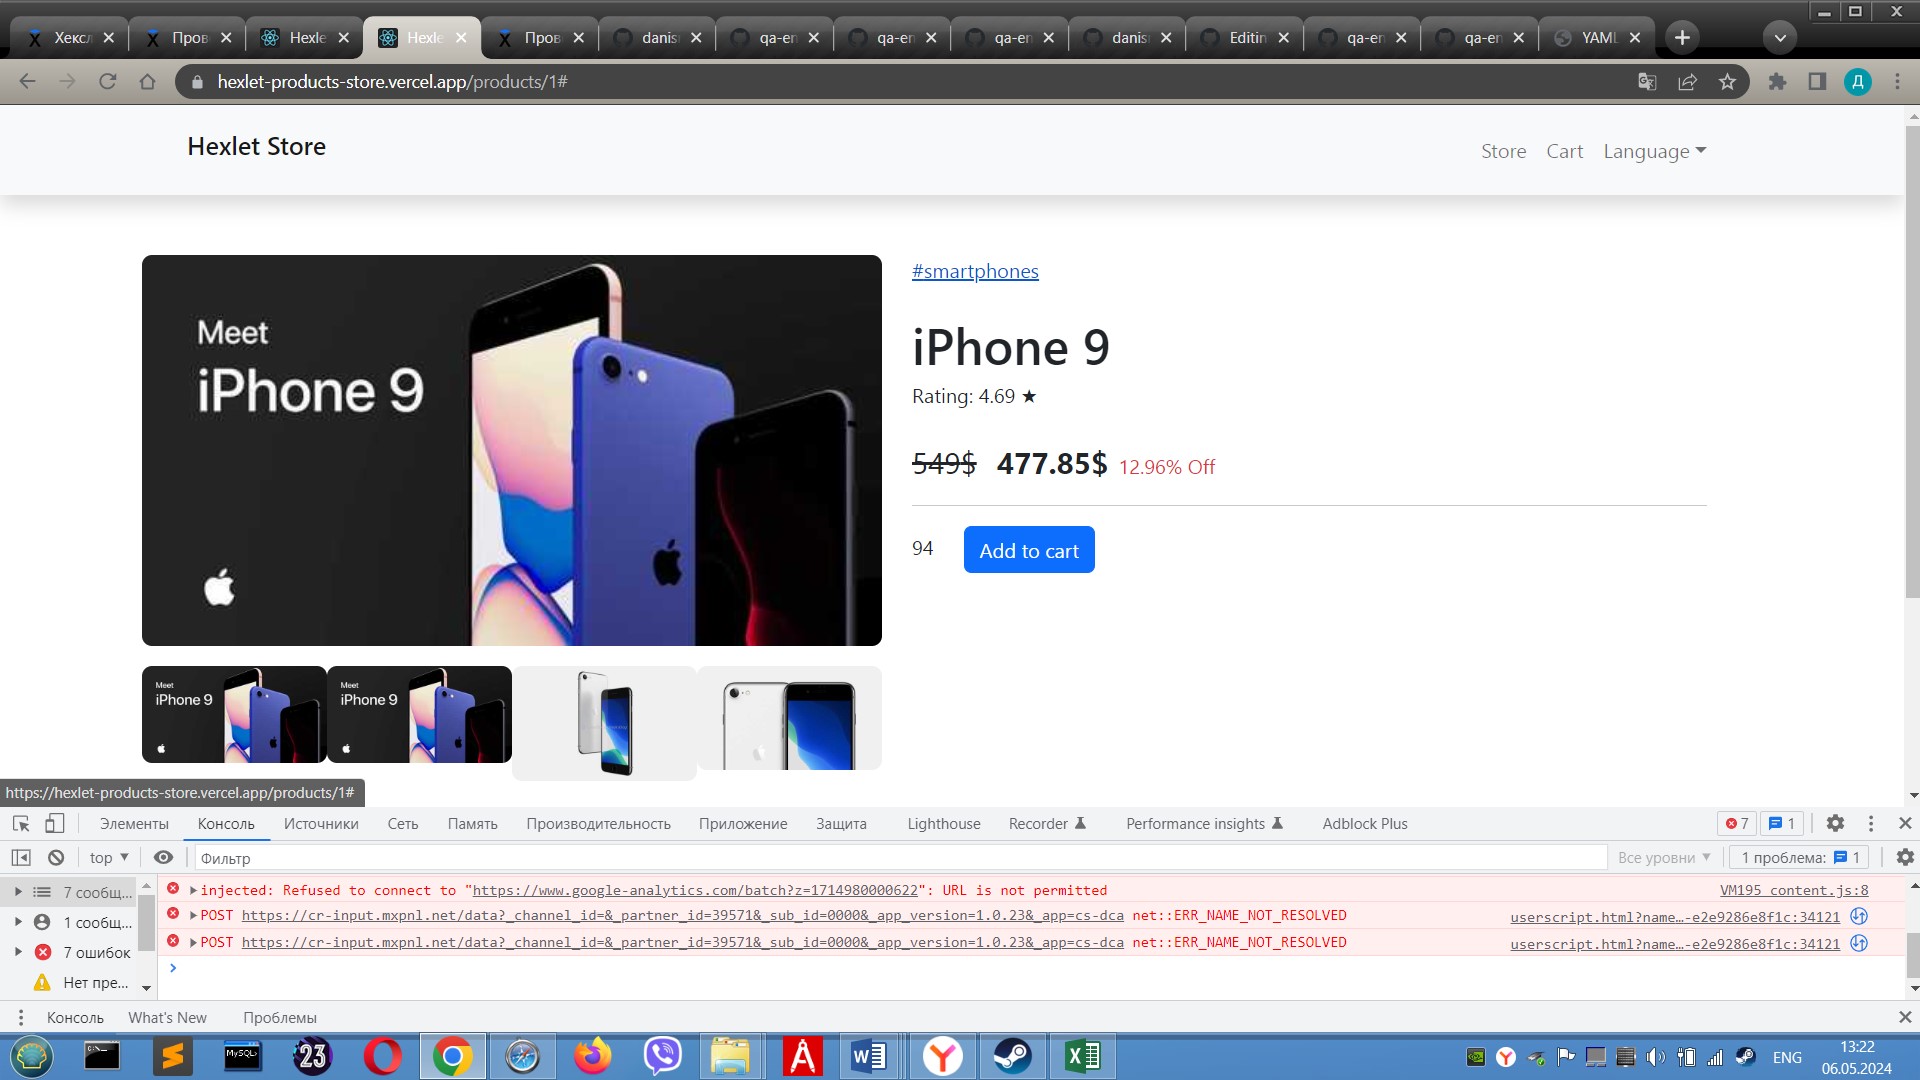 Хексл
Пров
Hexle
Hexle
Пров
danis
qa-en
qa-en
qa-en
danis
Editin
qa-en
qa-en
YAML
hexlet-products-store.vercel.app/products/1#
Д
Hexlet Store
Store Cart Language
#smartphones
Meet
iPhone 9
iPhone 9
Rating: 4.69 ★
549$ 477.85$ 12.96% Off
94 Add to cart
Meet
iPhone 9
Meet
iPhone 9
https://hexlet-products-store.vercel.app/products/1#
Элементы Консоль Источники Сеть Память Производительность Приложение Защита Lighthouse Recorder Performance insights Adblock Plus 7 1
top Фильтр Все уровни 1 проблема: 1
7 сообщ...
1 сообщ...
7 ошибок
Нет пре...
injected: Refused to connect to "https://www.google-analytics.com/batch?z=1714980000622": URL is not permitted VM195 content.js:8
POST https://cr-input.mxpnl.net/data?_channel_id=&_partner_id=39571&_sub_id=0000&_app_version=1.0.23&_app=cs-dca net::ERR_NAME_NOT_RESOLVED userscript.html?name…-e2e9286e8f1c:34121
POST https://cr-input.mxpnl.net/data?_channel_id=&_partner_id=39571&_sub_id=0000&_app_version=1.0.23&_app=cs-dca net::ERR_NAME_NOT_RESOLVED userscript.html?name…-e2e9286e8f1c:34121
Консоль What's New Проблемы
MySQL
23
ENG
13:22
06.05.2024